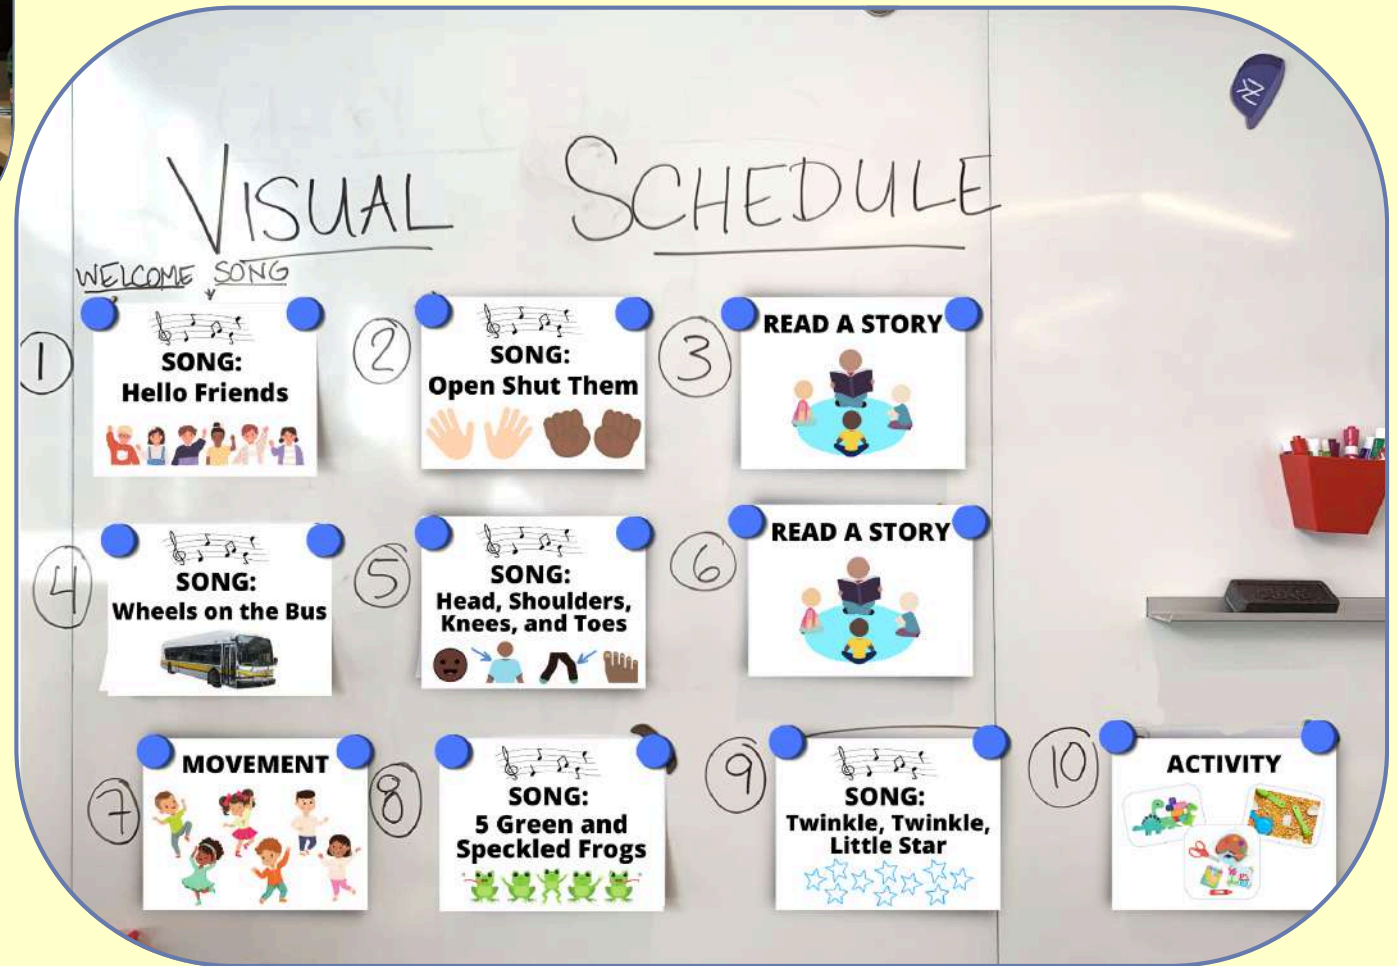 VISUAL SCHEDULE
WELCOME SONG
1
SONG:
Hello Friends
2
SONG:
Open Shut Them
3
READ A STORY
4
SONG:
Wheels on the Bus
5
SONG:
Head, Shoulders,
Knees, and Toes
6
READ A STORY
7
MOVEMENT
8
SONG:
5 Green and
Speckled Frogs
9
SONG:
Twinkle, Twinkle,
Little Star
10
ACTIVITY